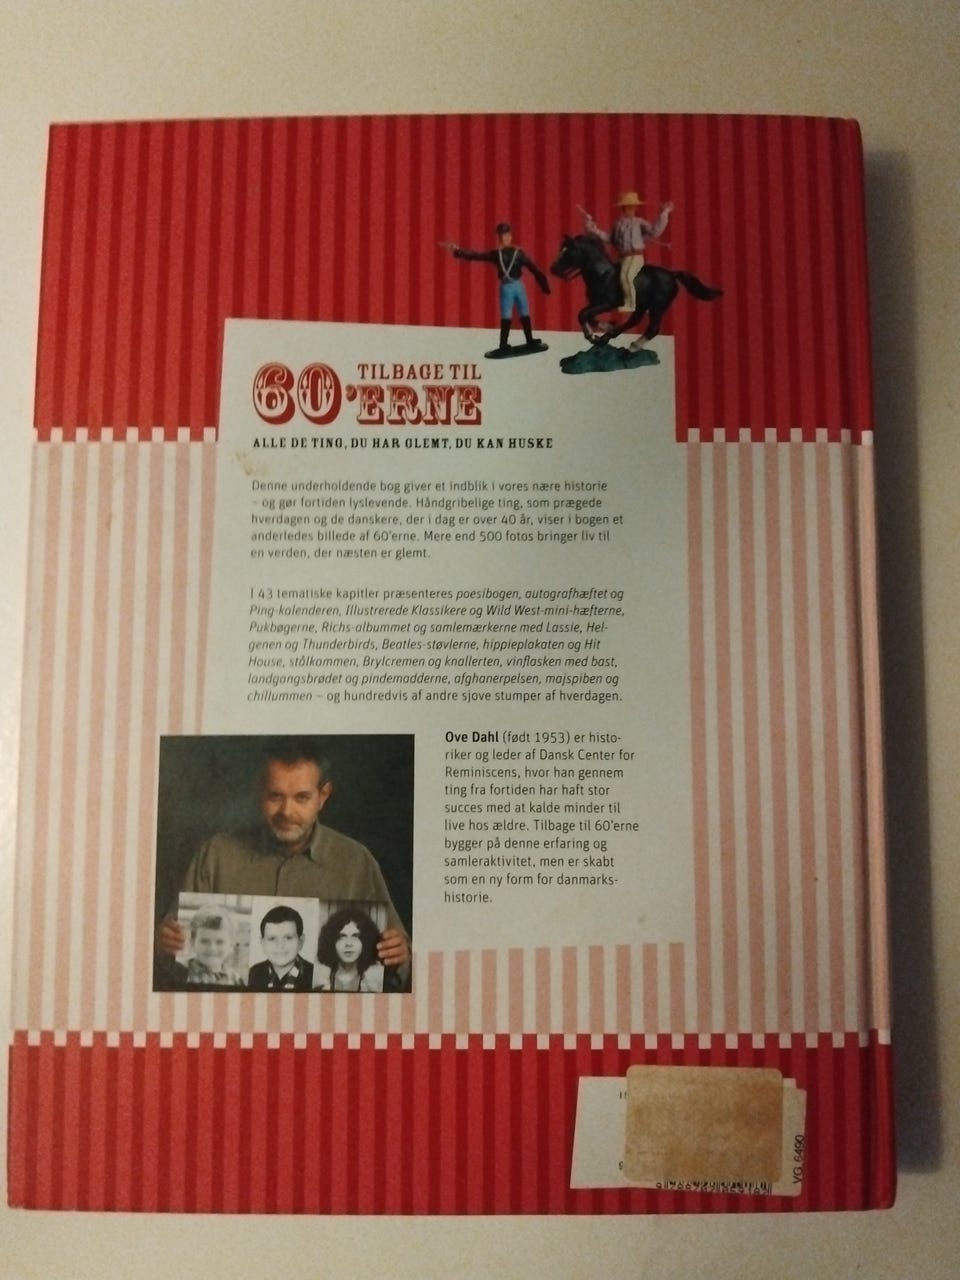 TILBAGE TIL
60'ERNE
ALLE DE TING, DU HAR GLEMT, DU KAN HUSKE
Denne underholdende bog giver et indblik i vores nære historie
– og gør fortiden lyslevende. Håndgribelige ting, som prægede
hverdagen og de danskere, der i dag er over 40 år, viser i bogen et
anderledes billede af 60'erne. Mere end 500 fotos bringer liv til
en verden, der næsten er glemt.
I 43 tematiske kapitler præsenteres poesibogen, autografhæftet og
Ping-kalenderen, Illustrerede Klassikere og Wild West-mini-hæfterne,
Pukbøgerne, Richs-albummet og samlemærkerne med Lassie, Hel-
genen og Thunderbirds, Beatles-støvlerne, hippieplakaten og Hit
House, stålkammen, Brylcremen og knallerten, vinflasken med bast,
landgangsbrødet og pindemadderne, afghanerpelsen, majspiben og
chillummen – og hundredvis af andre sjove stumper af hverdagen.
Ove Dahl (født 1953) er histo-
riker og leder af Dansk Center for
Reminiscens, hvor han gennem
ting fra fortiden har haft stor
succes med at kalde minder til
live hos ældre. Tilbage til 60'erne
bygger på denne erfaring og
samleraktivitet, men er skabt
som en ny form for danmarks-
historie.
VG 6490